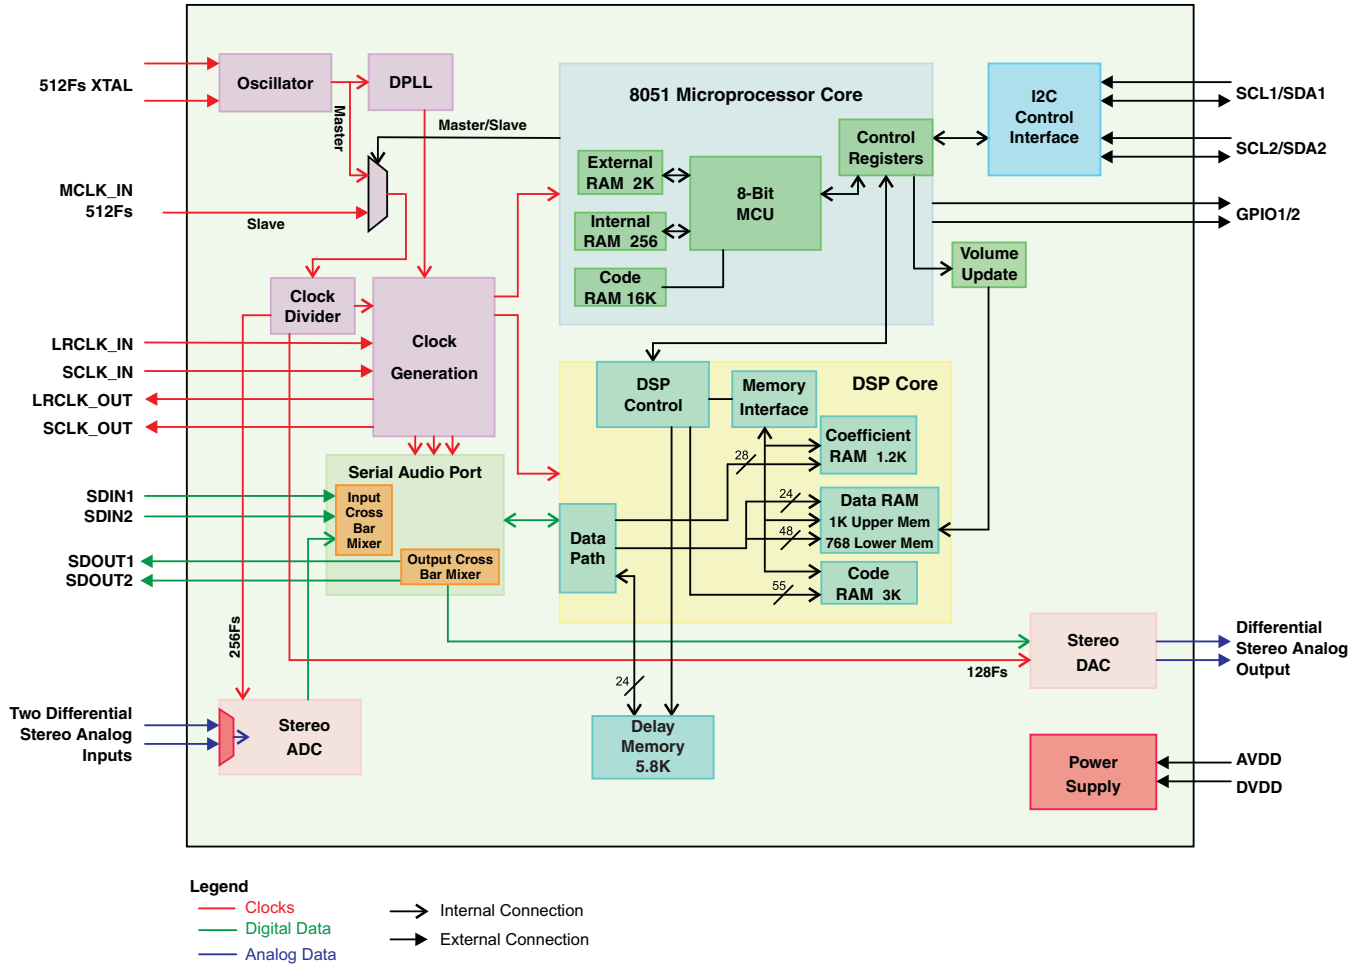 512Fs XTAL
Oscillator
DPLL
Master
Master/Slave
MCLK_IN
512Fs
Slave
8051 Microprocessor Core
External
RAM 2K
Internal
RAM 256
Code
RAM 16K
8-Bit
MCU
Control
Registers
I2C
Control
Interface
SCL1/SDA1
SCL2/SDA2
GPIO1/2
Volume
Update
Clock
Divider
Clock
Generation
LRCLK_IN
SCLK_IN
LRCLK_OUT
SCLK_OUT
DSP Core
DSP
Control
Memory
Interface
Coefficient
RAM 1.2K
28
Data RAM
1K Upper Mem
768 Lower Mem
24
48
Code
RAM 3K
55
Data
Path
Serial Audio Port
Input
Cross
Bar
Mixer
Output Cross
Bar Mixer
SDIN1
SDIN2
SDOUT1
SDOUT2
256Fs
128Fs
24
Delay
Memory
5.8K
Stereo
DAC
Differential
Stereo Analog
Output
Two Differential
Stereo Analog
Inputs
Stereo
ADC
Power
Supply
AVDD
DVDD
Legend
Clocks
Digital Data
Analog Data
Internal Connection
External Connection